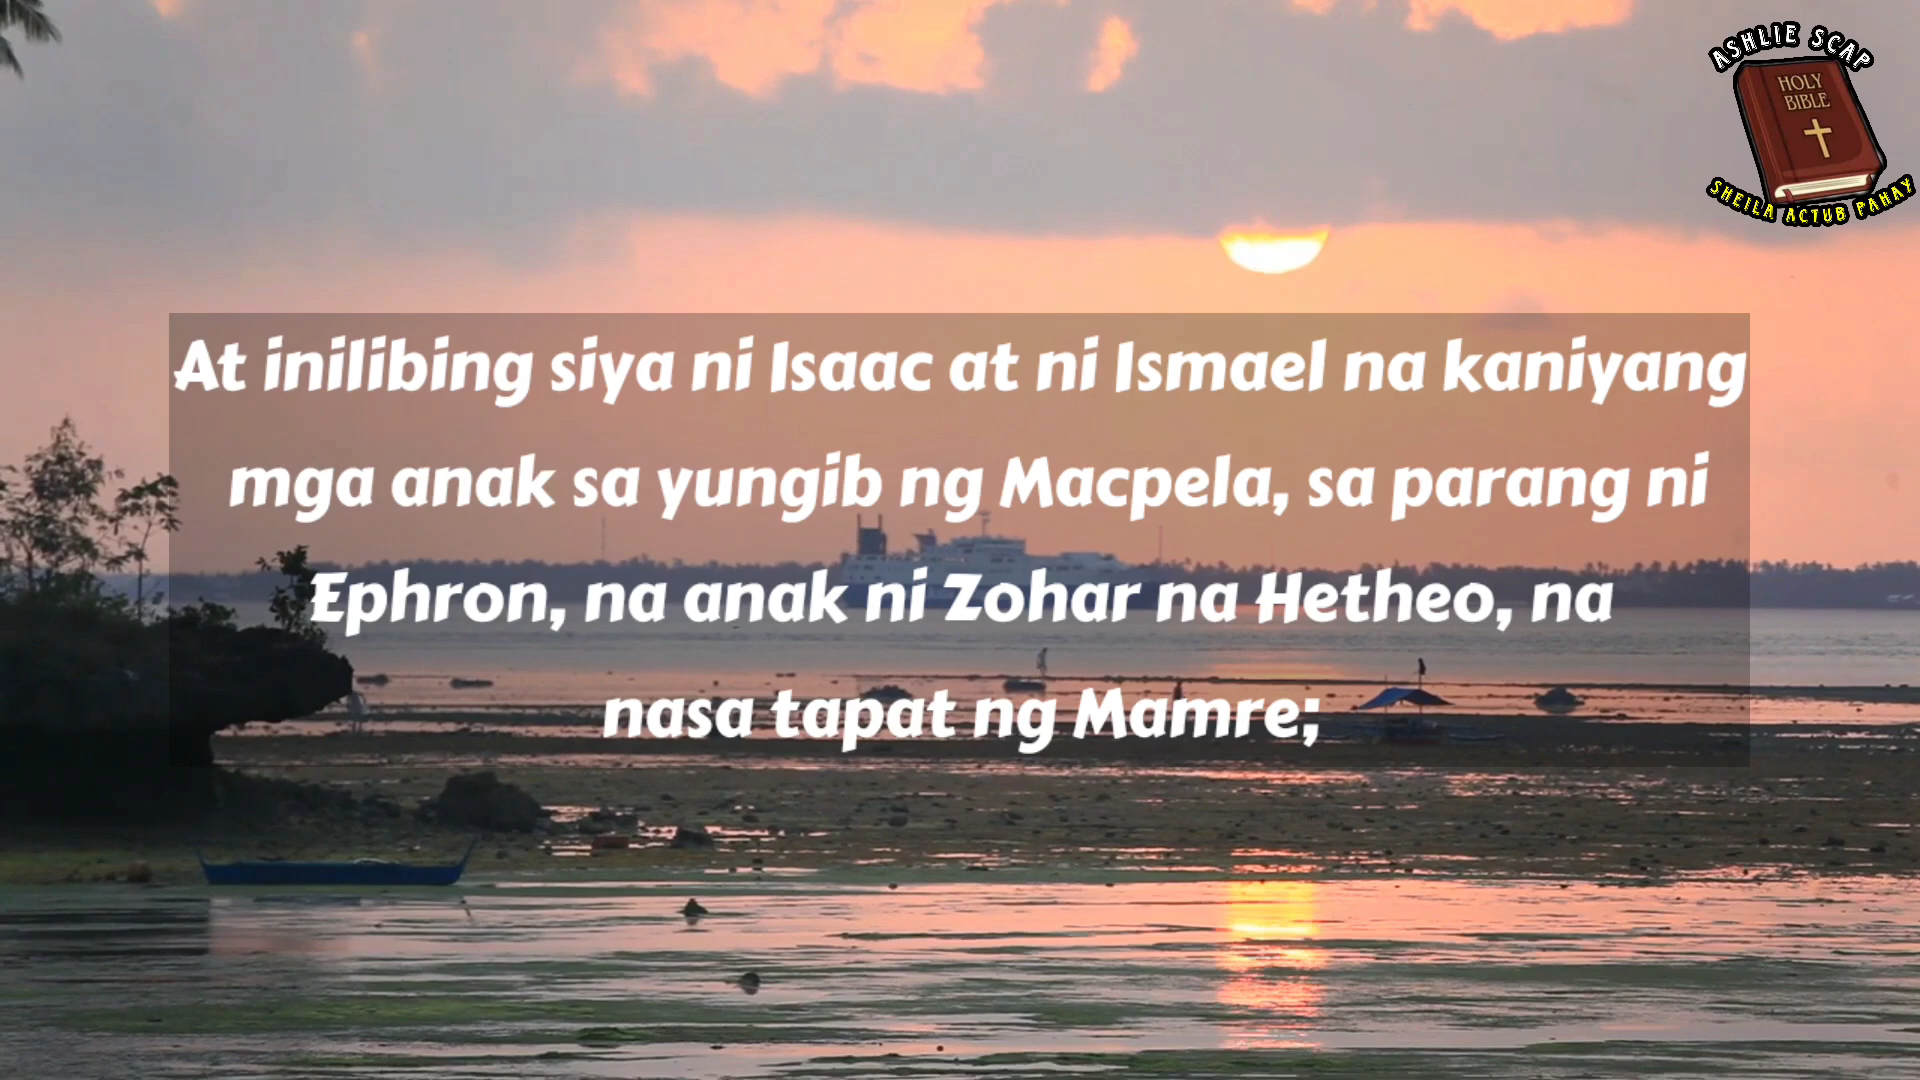 ASHLIE SCAP
HOLY
BIBLE
SHEILA ACTUB PAHAY
At inilibing siya ni Isaac at ni Ismael na kaniyang
mga anak sa yungib ng Macpela, sa parang ni
Ephron, na anak ni Zohar na Hetheo, na
nasa tapat ng Mamre;